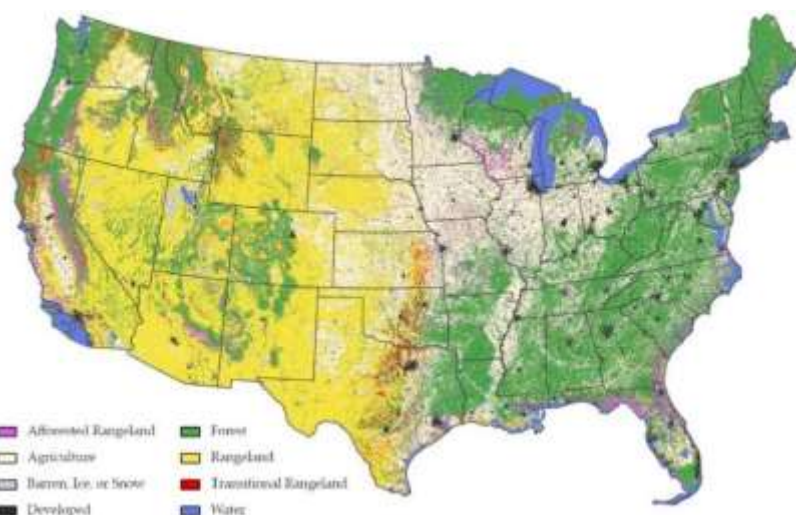 Afforested Rangeland
Agriculture
Barren, Ice, or Snow
Developed
Forest
Rangeland
Transitional Rangeland
Water